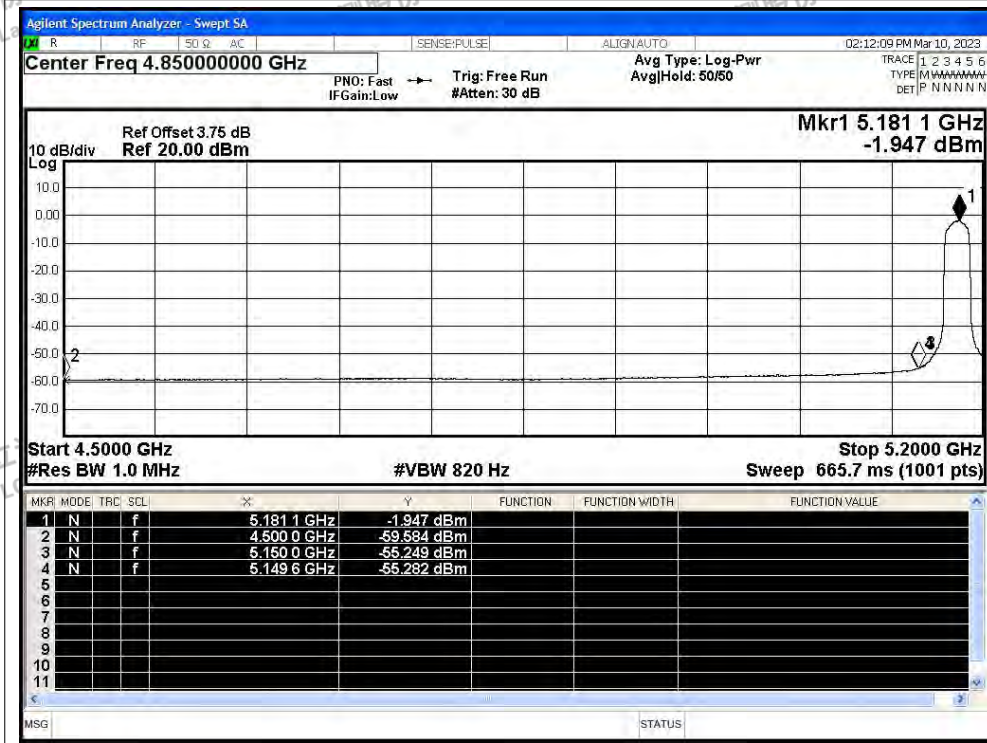 Agilent Spectrum Analyzer - Swept SA
LXI R RF 50 Ω AC SENSE:PULSE ALIGN AUTO 02:12:09 PM Mar 10, 2023
Center Freq 4.850000000 GHz
PNO: Fast
IFGain:Low
Trig: Free Run
#Atten: 30 dB
Avg Type: Log-Pwr
Avg|Hold: 50/50
TRACE 1 2 3 4 5 6
TYPE M WWWWW
DET P N N N N N
Mkr1 5.181 1 GHz
-1.947 dBm
Ref Offset 3.75 dB
10 dB/div Ref 20.00 dBm
Log
10.0
0.00
-10.0
-20.0
-30.0
-40.0
-50.0
-60.0
-70.0
1
2
3
Start 4.5000 GHz Stop 5.2000 GHz
#Res BW 1.0 MHz #VBW 820 Hz Sweep 665.7 ms (1001 pts)
MKR MODE TRC SCL X Y FUNCTION FUNCTION WIDTH FUNCTION VALUE
1 N f 5.181 1 GHz -1.947 dBm
2 N f 4.500 0 GHz -59.584 dBm
3 N f 5.150 0 GHz -55.249 dBm
4 N f 5.149 6 GHz -55.282 dBm
5
6
7
8
9
10
11
MSG STATUS